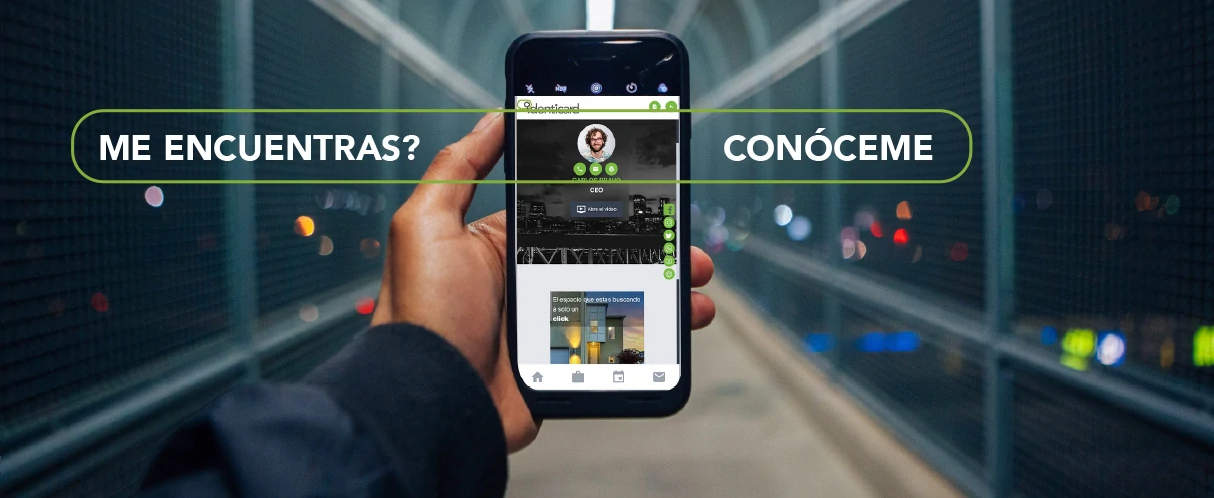 identicard
ME ENCUENTRAS?
CONÓCEME
CARLOS BRAVO
CEO
Abre el video
El espacio que estas buscando
a solo un
click